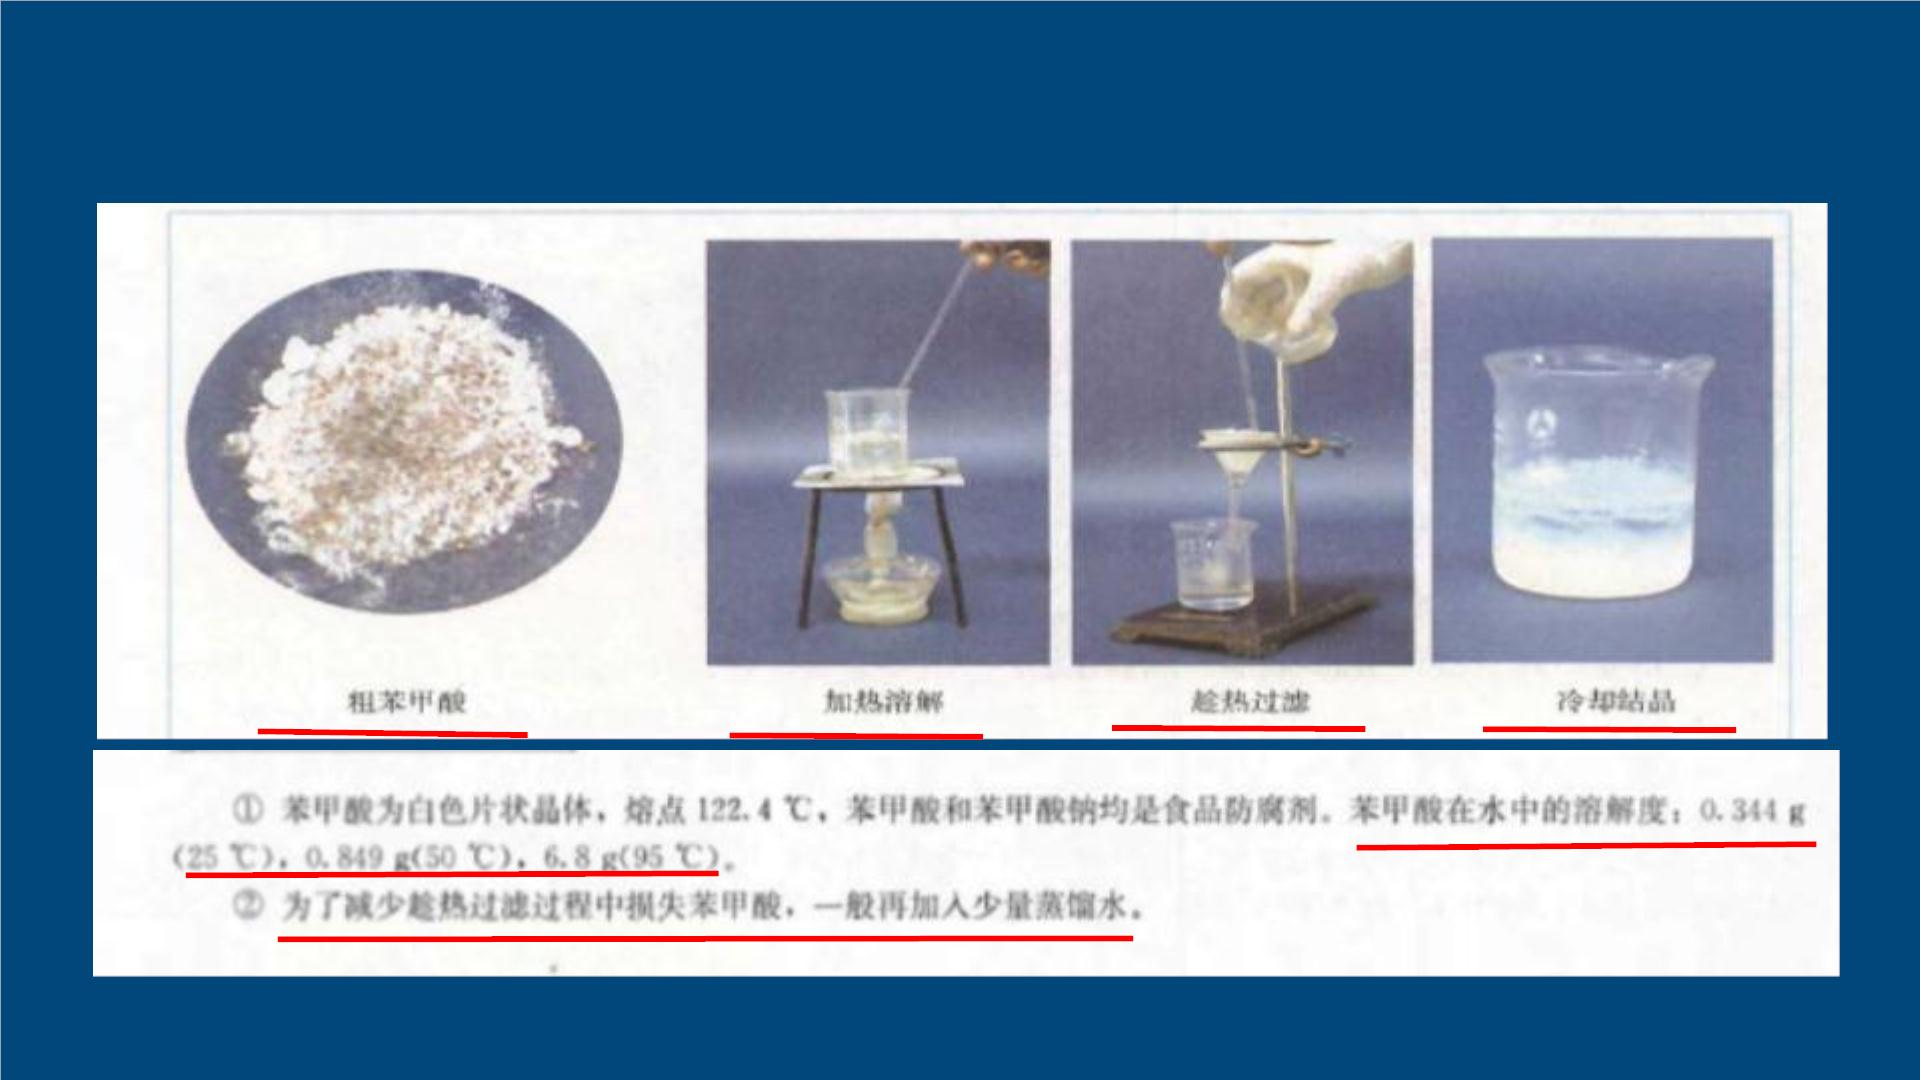 粗苯甲酸
加热溶解
趁热过滤
冷却结晶
① 苯甲酸为白色片状晶体，熔点 122.4 ℃，苯甲酸和苯甲酸钠均是食品防腐剂。苯甲酸在水中的溶解度：0.344 g
(25 ℃)，0.849 g(50 ℃)，6.8 g(95 ℃)。
② 为了减少趁热过滤过程中损失苯甲酸，一般再加入少量蒸馏水。